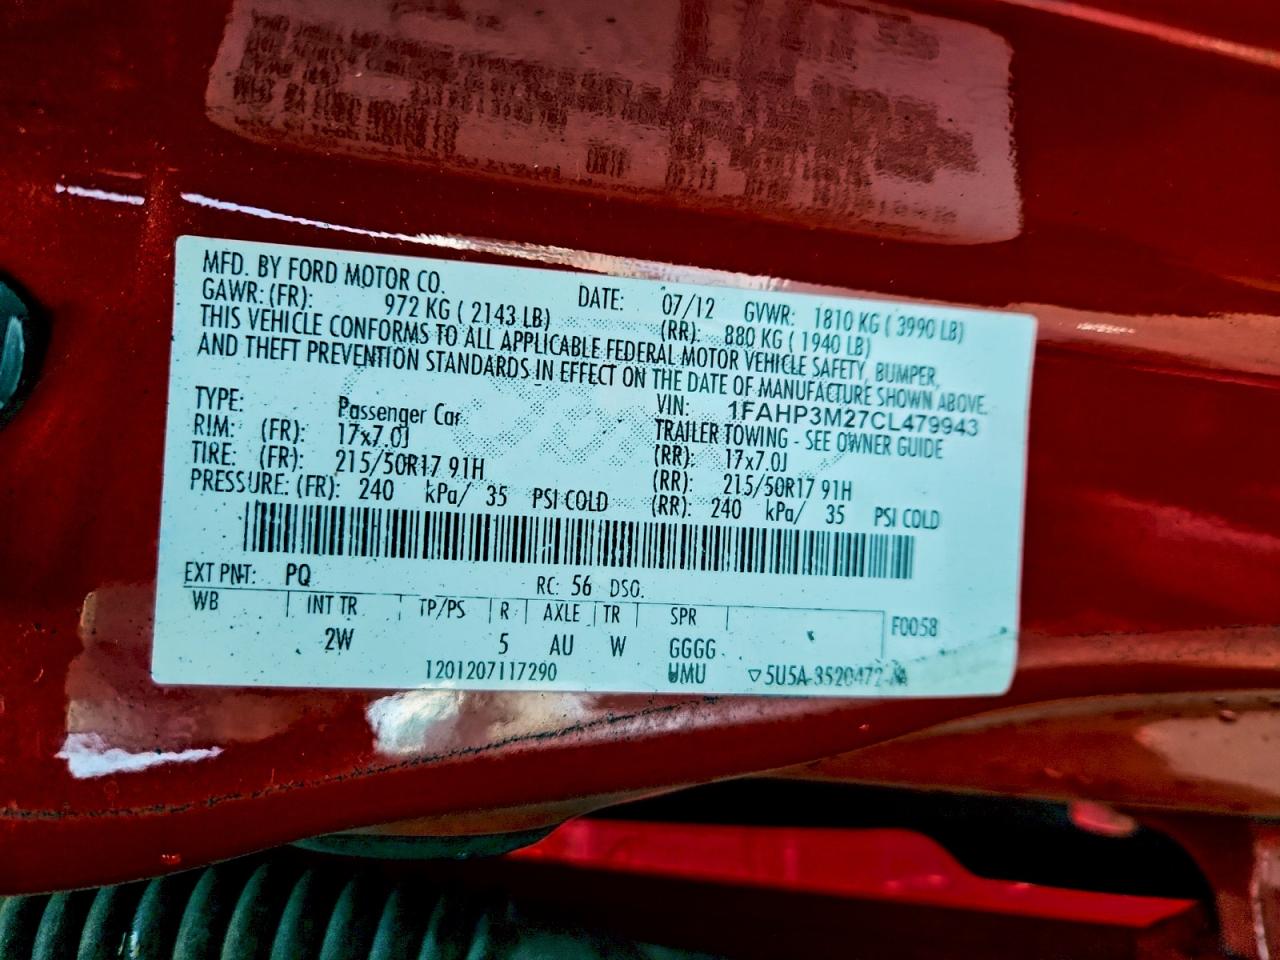 MFD. BY FORD MOTOR CO. DATE: 07/12 GVWR: 1810 KG ( 3990 LB)
GAWR: (FR): 972 KG ( 2143 LB) (RR): 880 KG ( 1940 LB)
THIS VEHICLE CONFORMS TO ALL APPLICABLE FEDERAL MOTOR VEHICLE SAFETY, BUMPER,
AND THEFT PREVENTION STANDARDS IN EFFECT ON THE DATE OF MANUFACTURE SHOWN ABOVE.
VIN: 1FAHP3M27CL479943
TYPE: Passenger Car TRAILER TOWING - SEE OWNER GUIDE
RIM: (FR): 17x7.0J (RR): 17x7.0J
TIRE: (FR): 215/50R17 91H (RR): 215/50R17 91H
PRESSURE: (FR): 240 kPa/ 35 PSI COLD (RR): 240 kPa/ 35 PSI COLD
EXT PNT: PQ RC: 56 DSO:
WB INT TR TP/PS R AXLE TR SPR F0058
2W 5 AU W GGGG
1201207117290 UMU 5U5A-3520472-